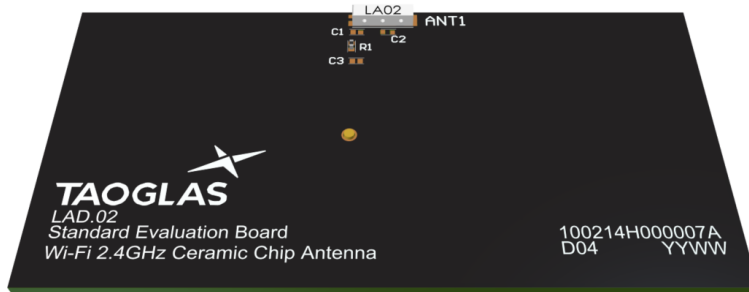 LA02
ANT1
C1
C2
R1
C3
TAOGLAS
LAD.02
Standard Evaluation Board
Wi-Fi 2.4GHz Ceramic Chip Antenna
100214H000007A
D04 YYWW